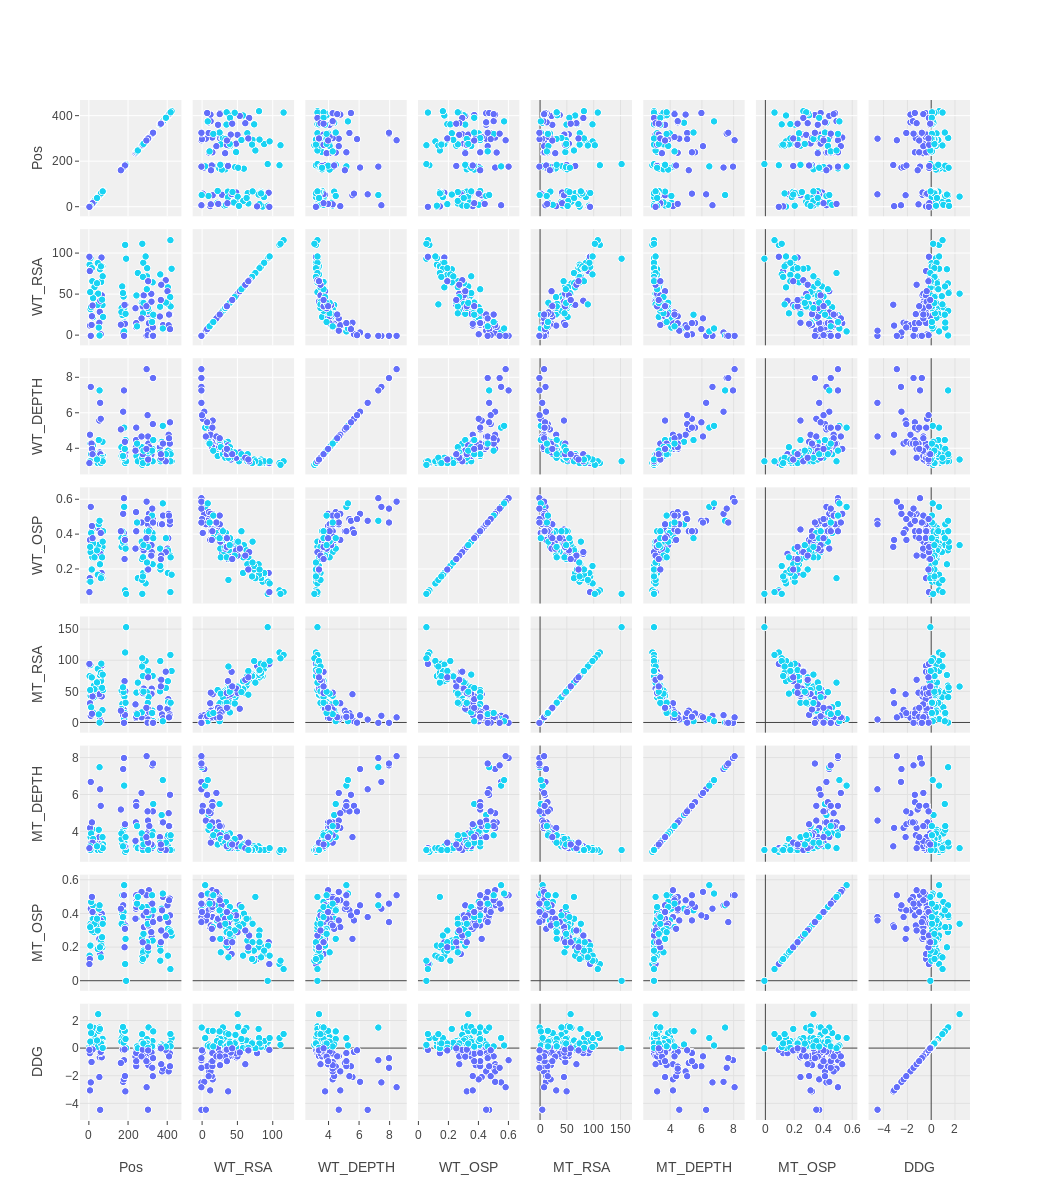 Pos
400
200
0
WT_RSA
100
50
0
WT_DEPTH
8
6
4
WT_OSP
0.6
0.4
0.2
MT_RSA
150
100
50
0
MT_DEPTH
8
6
4
MT_OSP
0.6
0.4
0.2
0
DDG
2
0
−2
−4
0 200 400 0 50 100 4 6 8 0 0.2 0.4 0.6 0 50 100 150 4 6 8 0 0.2 0.4 0.6 −4 −2 0 2
Pos WT_RSA WT_DEPTH WT_OSP MT_RSA MT_DEPTH MT_OSP DDG